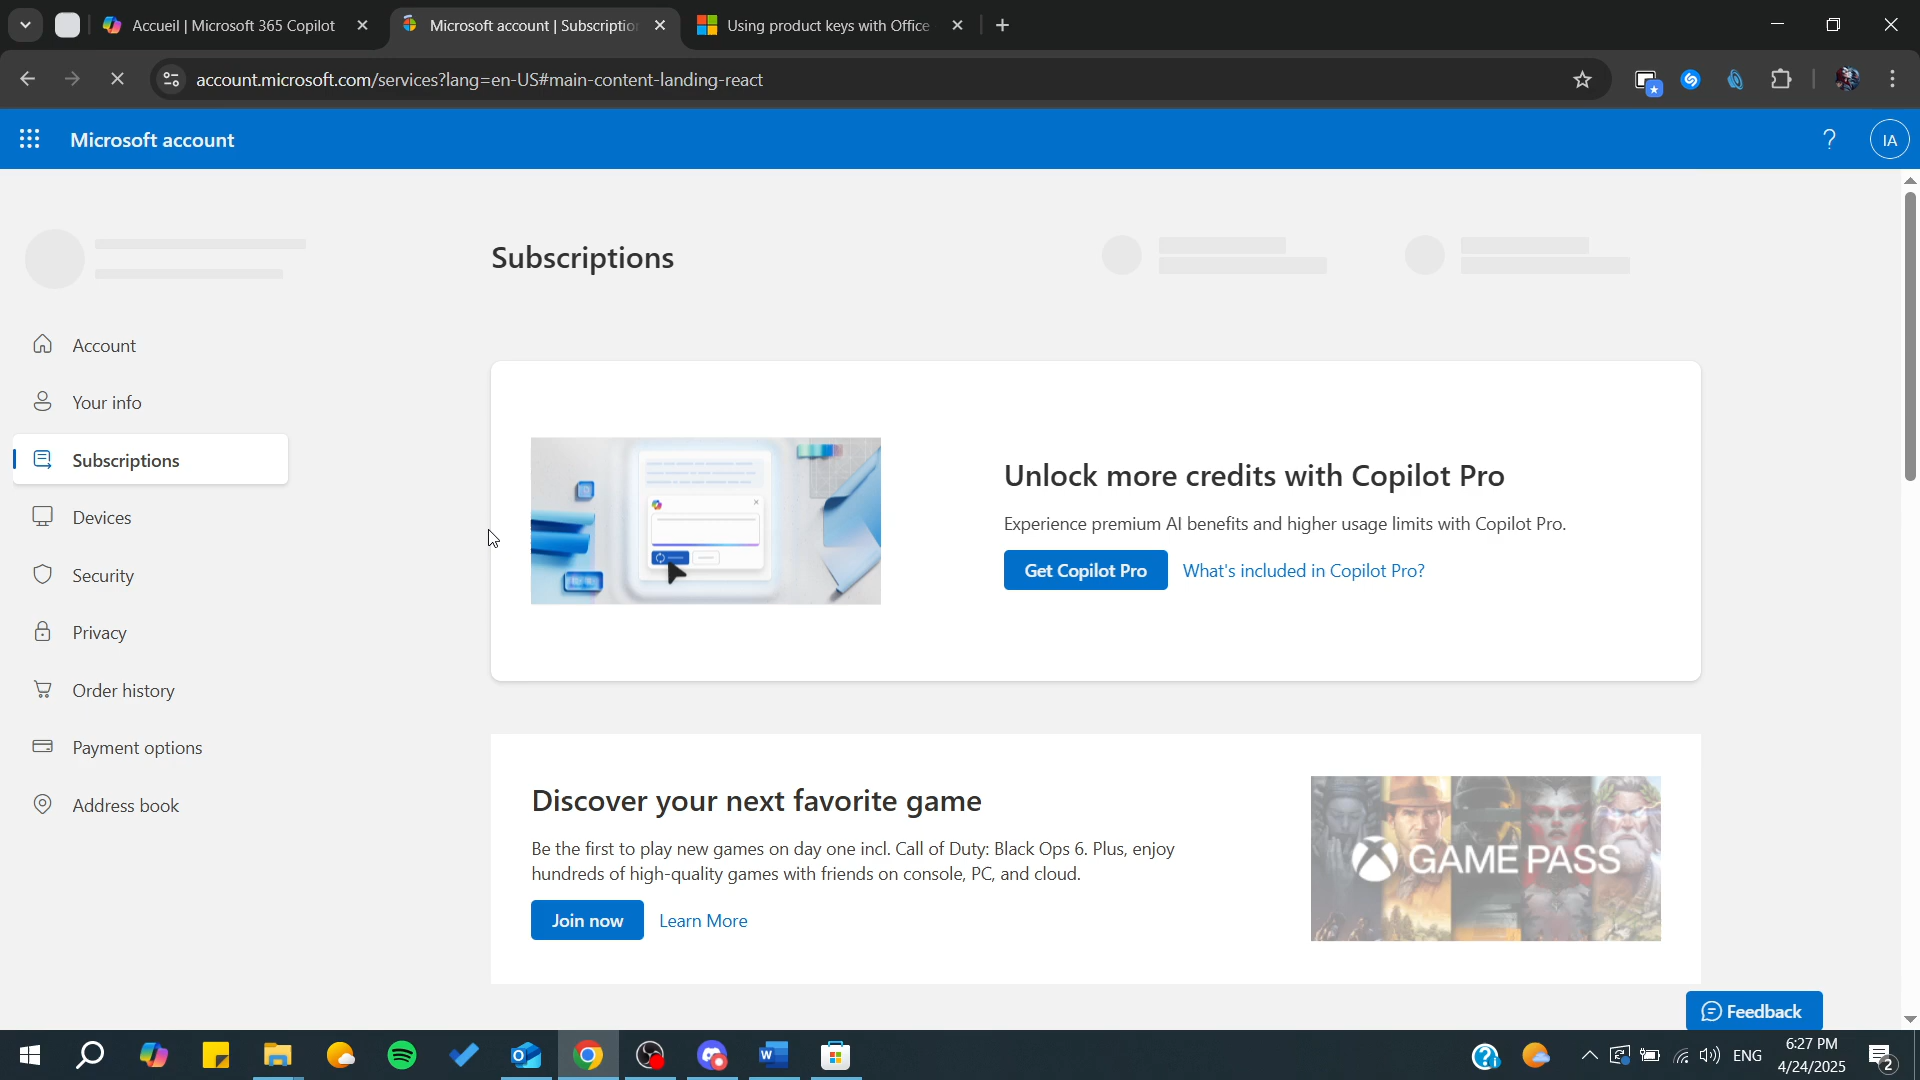 Accueil | Microsoft 365 Copilot
Microsoft account | Subscription
Using product keys with Office
account.microsoft.com/services?lang=en-US#main-content-landing-react
Microsoft account
?
IA
Subscriptions
Account
Your info
Subscriptions
Devices
Security
Privacy
Order history
Payment options
Address book
Unlock more credits with Copilot Pro
Experience premium AI benefits and higher usage limits with Copilot Pro.
Get Copilot Pro
What's included in Copilot Pro?
Discover your next favorite game
Be the first to play new games on day one incl. Call of Duty: Black Ops 6. Plus, enjoy
hundreds of high-quality games with friends on console, PC, and cloud.
Join now
Learn More
GAME PASS
Feedback
ENG
6:27 PM
4/24/2025
2